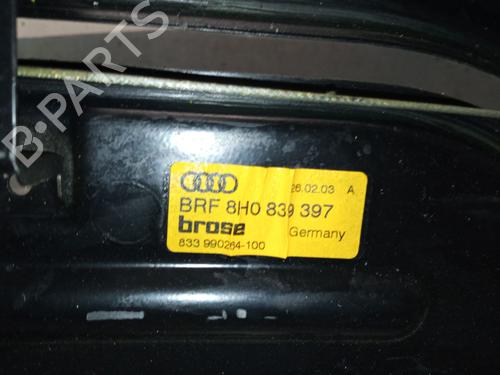 B-PARTS
26.02.03 A
BRF 8H0 839 397
brose Germany
833 990264-100